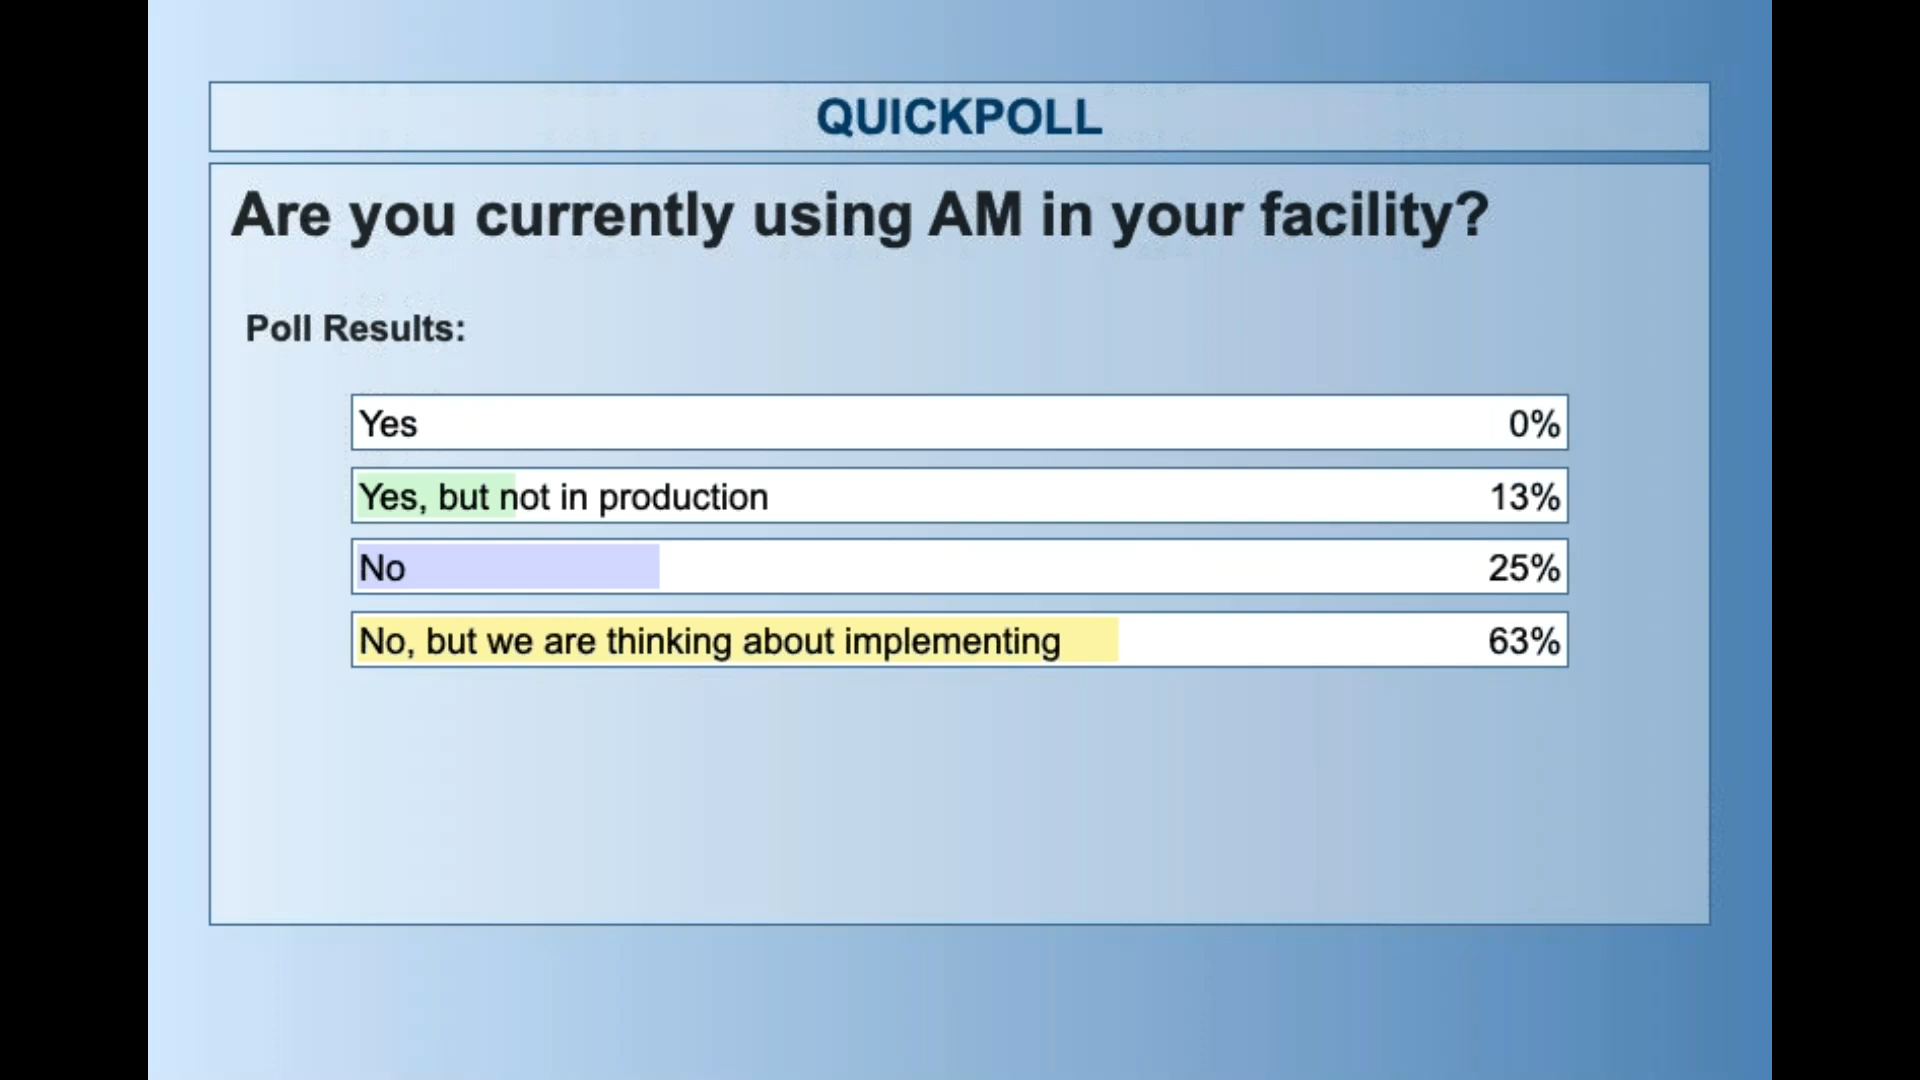 QUICKPOLL
Are you currently using AM in your facility?
Poll Results:
Yes 0%
Yes, but not in production 13%
No 25%
No, but we are thinking about implementing 63%